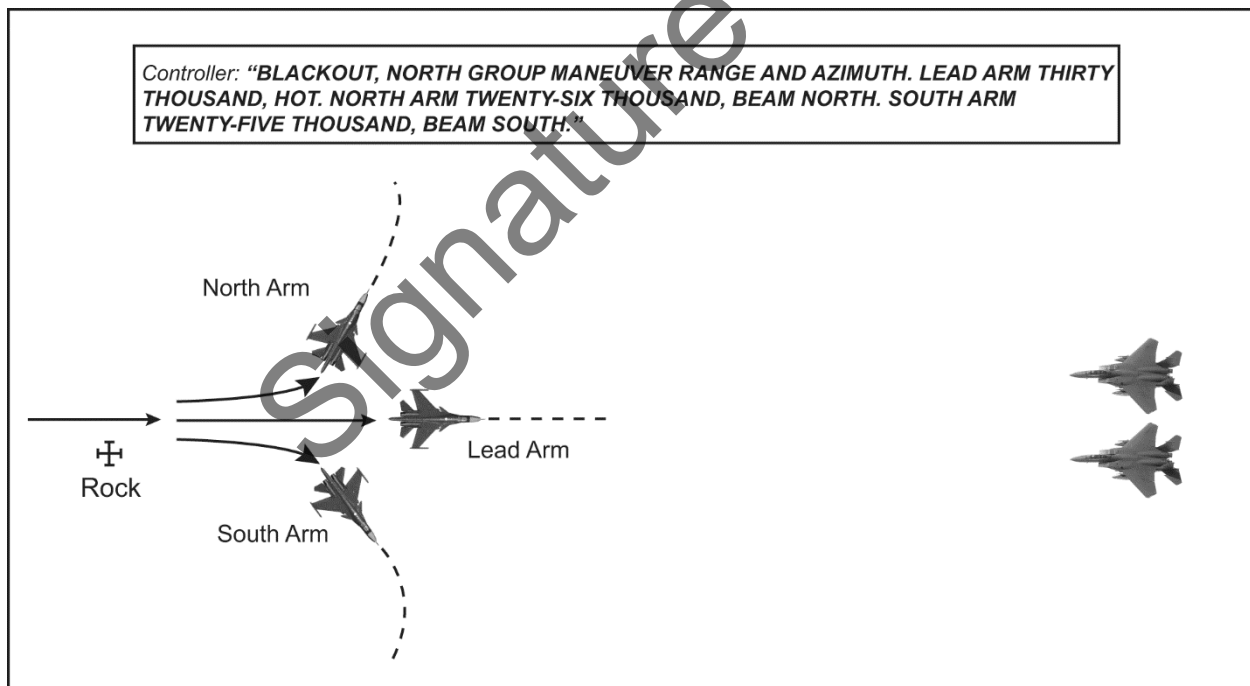 Controller: “BLACKOUT, NORTH GROUP MANEUVER RANGE AND AZIMUTH. LEAD ARM THIRTY
THOUSAND, HOT. NORTH ARM TWENTY-SIX THOUSAND, BEAM NORTH. SOUTH ARM
TWENTY-FIVE THOUSAND, BEAM SOUTH.”
North Arm
Lead Arm
Rock
South Arm
Signature